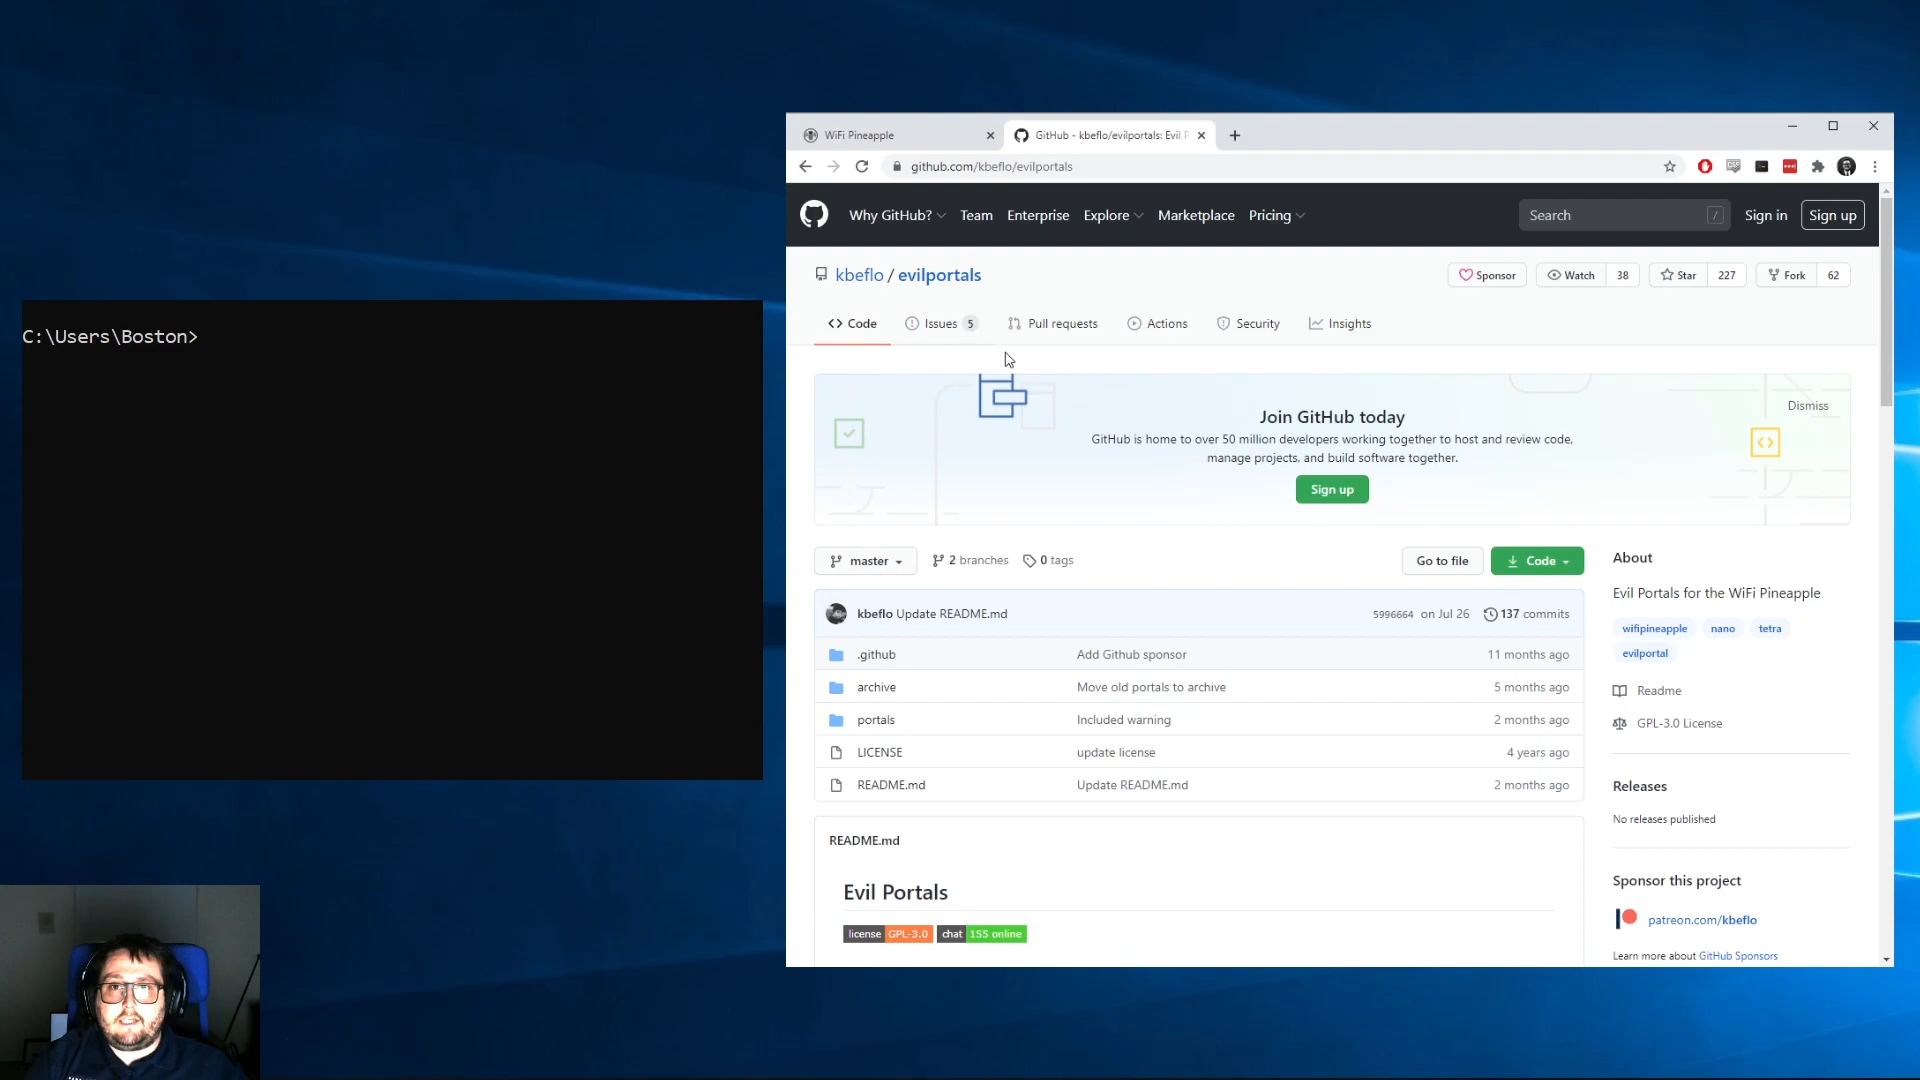 C:\Users\Boston>
WiFi Pineapple
GitHub - kbeflo/evilportals: Evil P
github.com/kbeflo/evilportals
Why GitHub? Team Enterprise Explore Marketplace Pricing
Search /
Sign in
Sign up
kbeflo / evilportals
Sponsor
Watch 38
Star 227
Fork 62
Code
Issues 5
Pull requests
Actions
Security
Insights
Join GitHub today
GitHub is home to over 50 million developers working together to host and review code,
manage projects, and build software together.
Sign up
Dismiss
master
2 branches
0 tags
Go to file
Code
kbeflo Update README.md 5996664 on Jul 26 137 commits
.github Add Github sponsor 11 months ago
archive Move old portals to archive 5 months ago
portals Included warning 2 months ago
LICENSE update license 4 years ago
README.md Update README.md 2 months ago
README.md
Evil Portals
license GPL-3.0 chat 155 online
About
Evil Portals for the WiFi Pineapple
wifipineapple nano tetra
evilportal
Readme
GPL-3.0 License
Releases
No releases published
Sponsor this project
patreon.com/kbeflo
Learn more about GitHub Sponsors